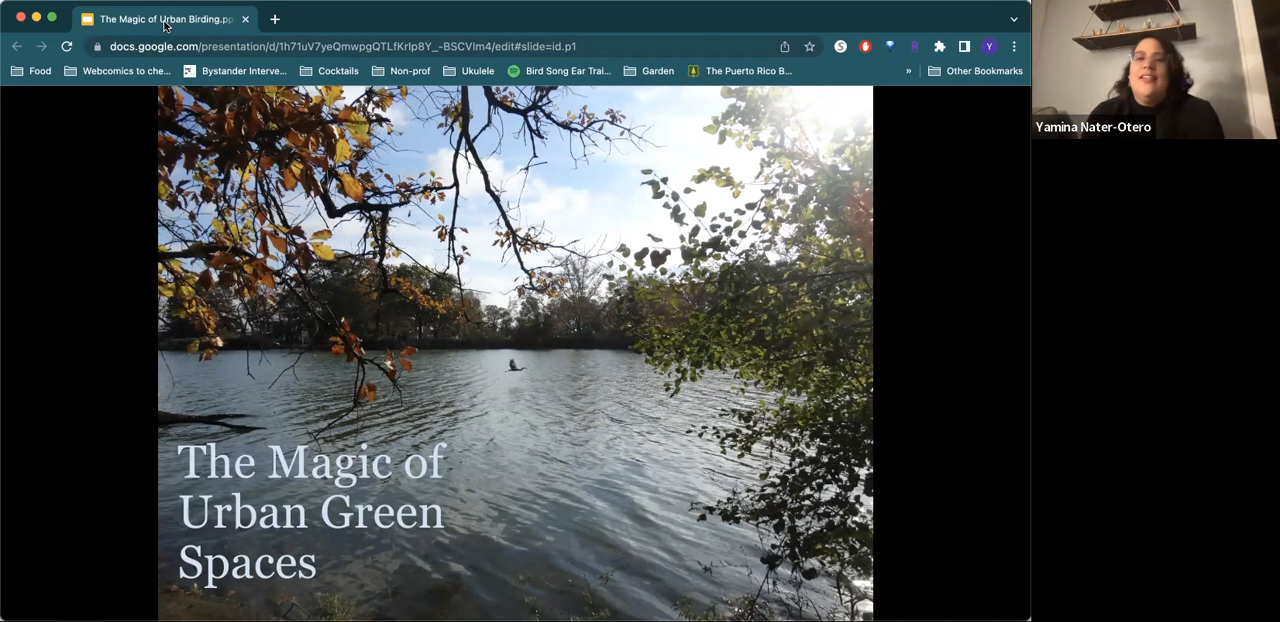 The Magic of Urban Birding.pp
docs.google.com/presentation/d/1h71uV7yeQmwpgQTLfKrIp8Y_-BSCVIm4/edit#slide=id.p1
Food
Webcomics to che...
Bystander Interve...
Cocktails
Non-prof
Ukulele
Bird Song Ear Trai...
Garden
The Puerto Rico B...
»
Other Bookmarks
Yamina Nater-Otero
The Magic of
Urban Green
Spaces